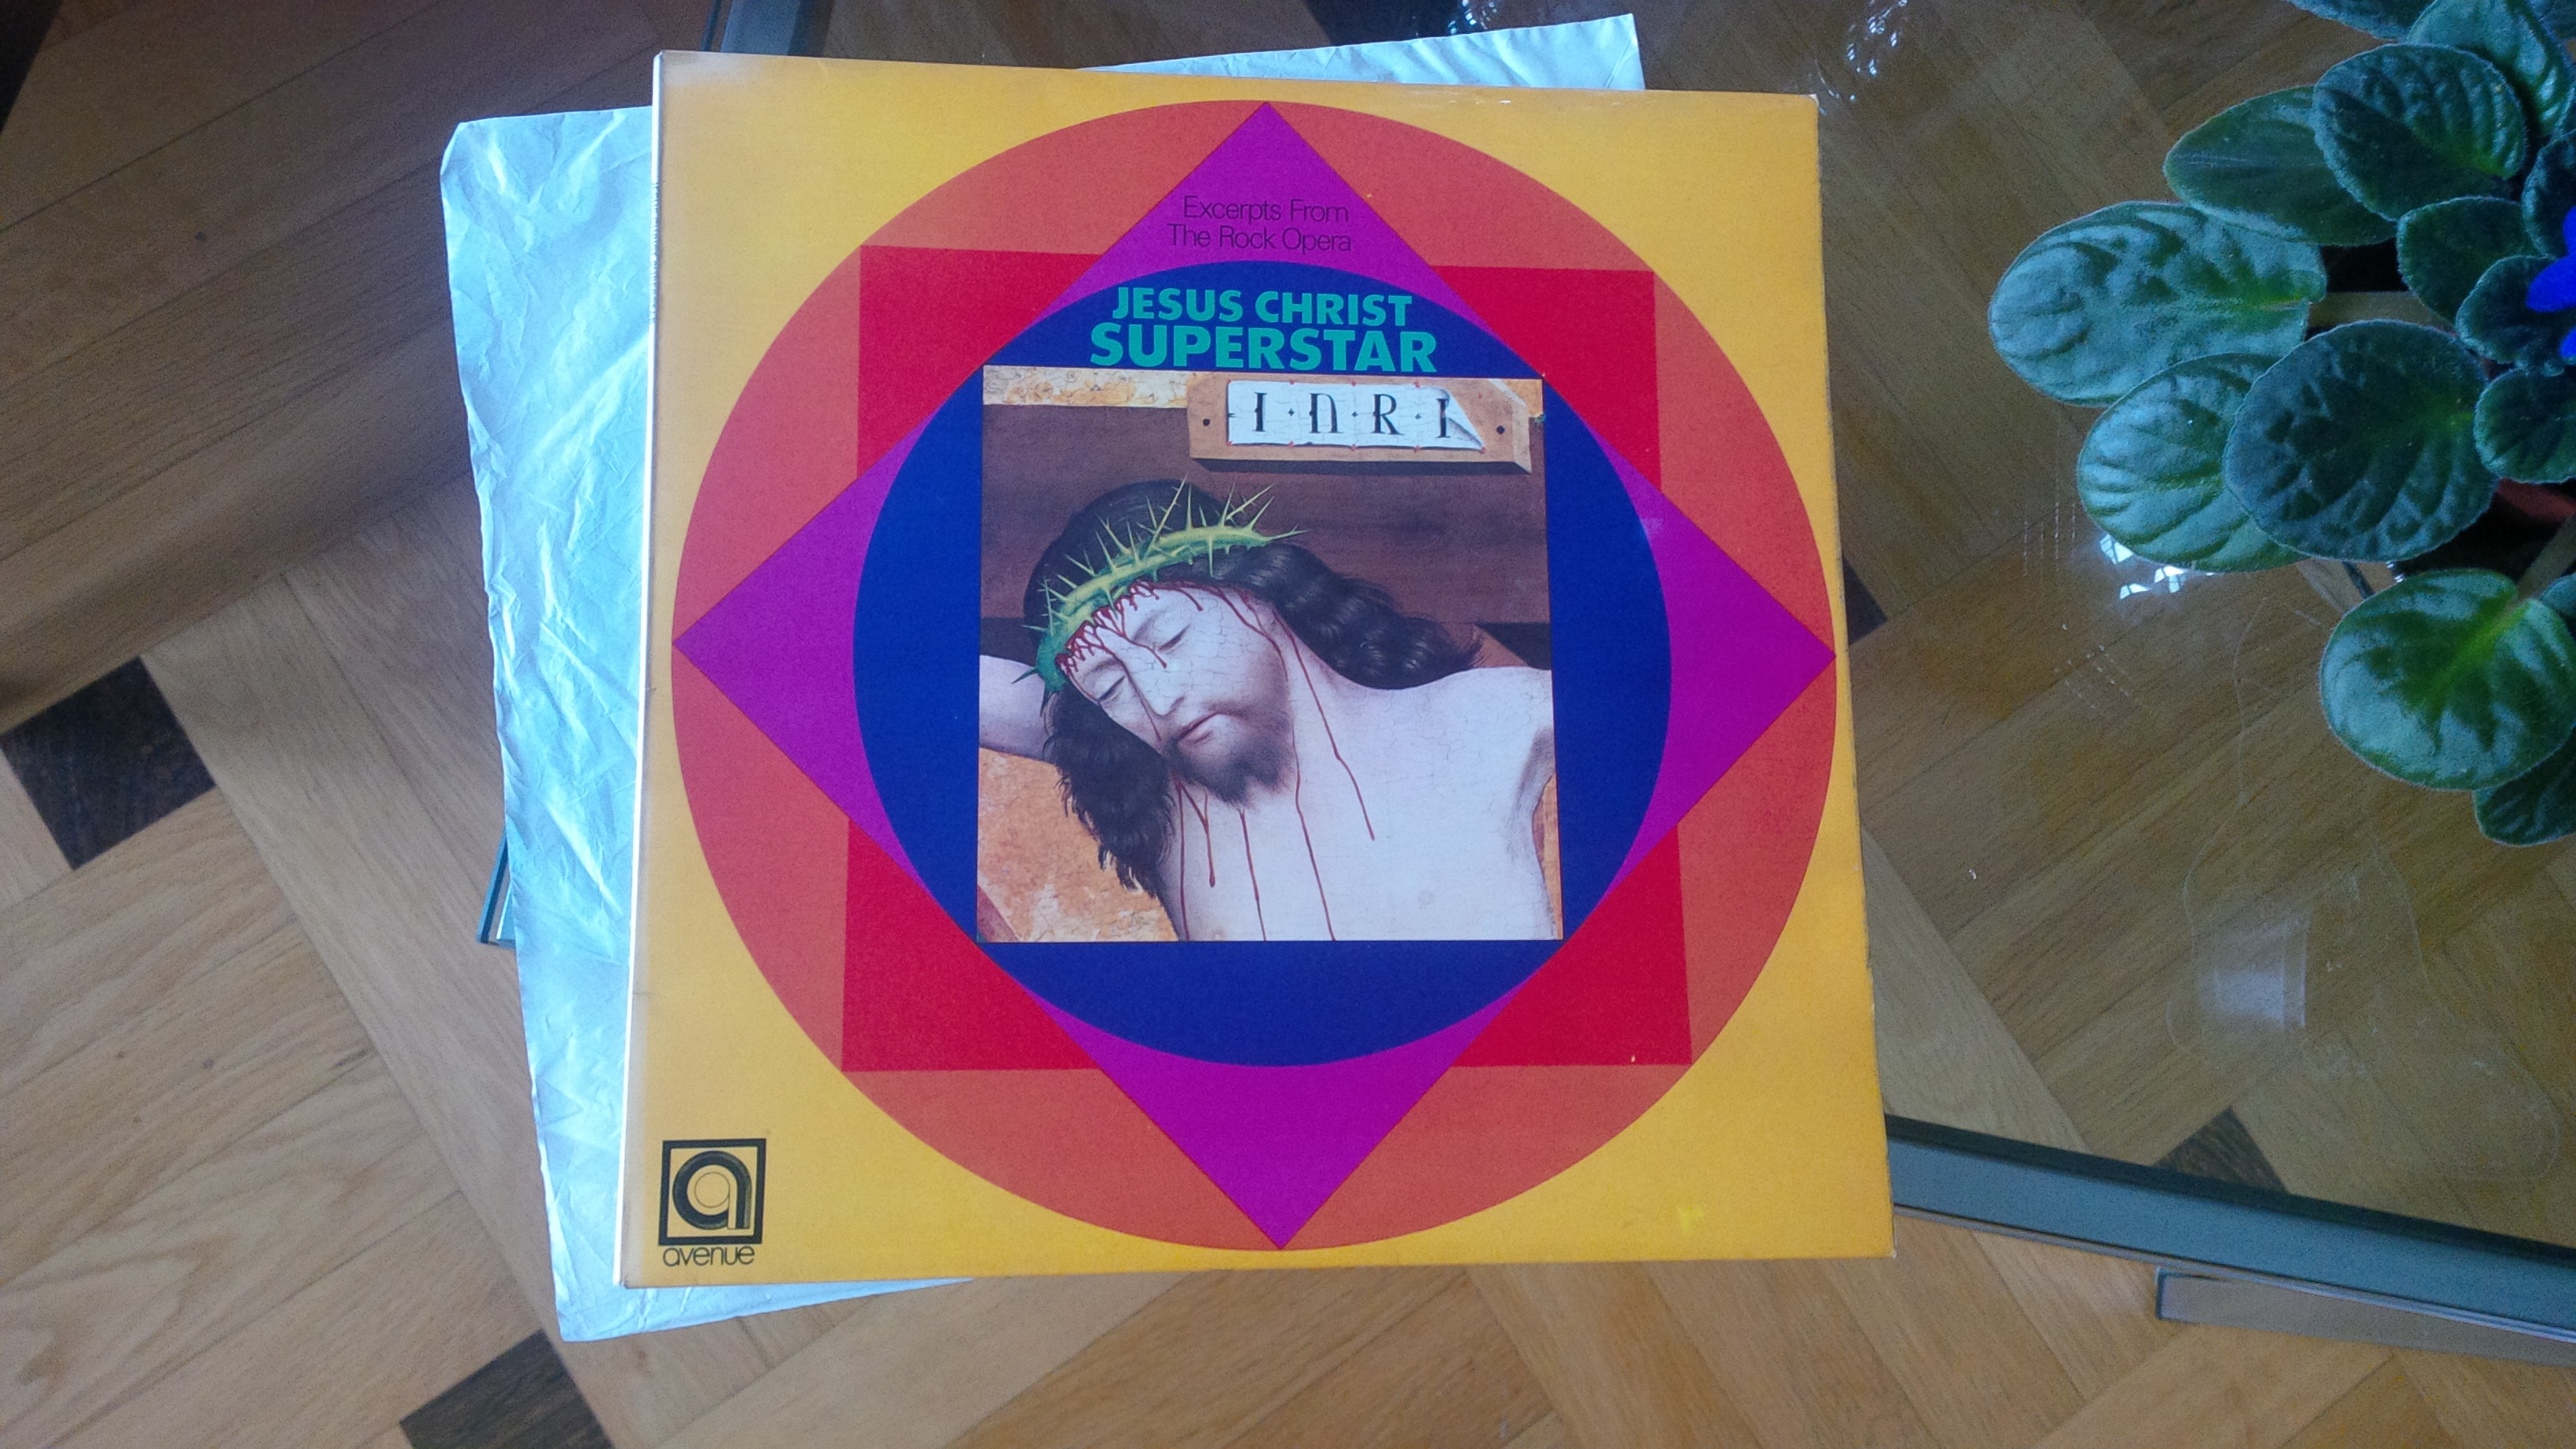 Excerpts From
The Rock Opera
JESUS CHRIST
SUPERSTAR
I·N·R·I
avenue